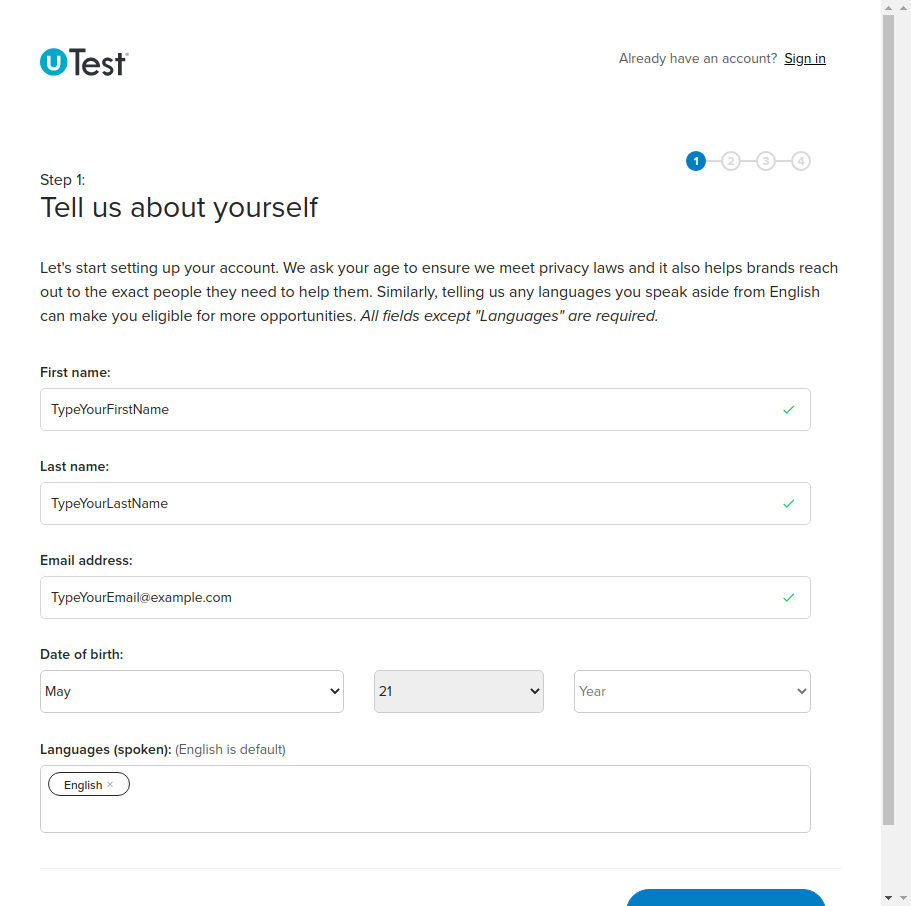 uTest
Already have an account? Sign in
1 2 3 4
Step 1:
Tell us about yourself
Let's start setting up your account. We ask your age to ensure we meet privacy laws and it also helps brands reach
out to the exact people they need to help them. Similarly, telling us any languages you speak aside from English
can make you eligible for more opportunities. All fields except "Languages" are required.
First name:
TypeYourFirstName
Last name:
TypeYourLastName
Email address:
TypeYourEmail@example.com
Date of birth:
May 21 Year
Languages (spoken): (English is default)
English ×